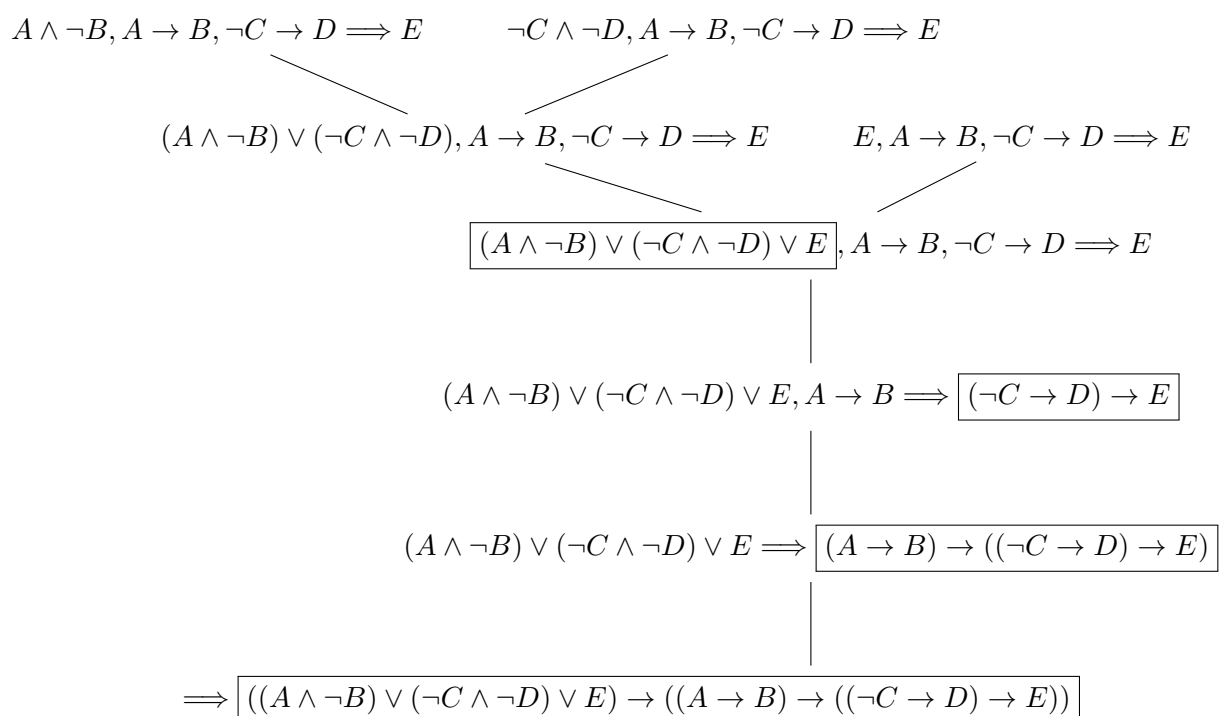 A ∧ ¬B, A → B, ¬C → D ⟹ E   ¬C ∧ ¬D, A → B, ¬C → D ⟹ E
(A ∧ ¬B) ∨ (¬C ∧ ¬D), A → B, ¬C → D ⟹ E   E, A → B, ¬C → D ⟹ E
(A ∧ ¬B) ∨ (¬C ∧ ¬D) ∨ E, A → B, ¬C → D ⟹ E
(A ∧ ¬B) ∨ (¬C ∧ ¬D) ∨ E, A → B ⟹ (¬C → D) → E
(A ∧ ¬B) ∨ (¬C ∧ ¬D) ∨ E ⟹ (A → B) → ((¬C → D) → E)
⟹ ((A ∧ ¬B) ∨ (¬C ∧ ¬D) ∨ E) → ((A → B) → ((¬C → D) → E))